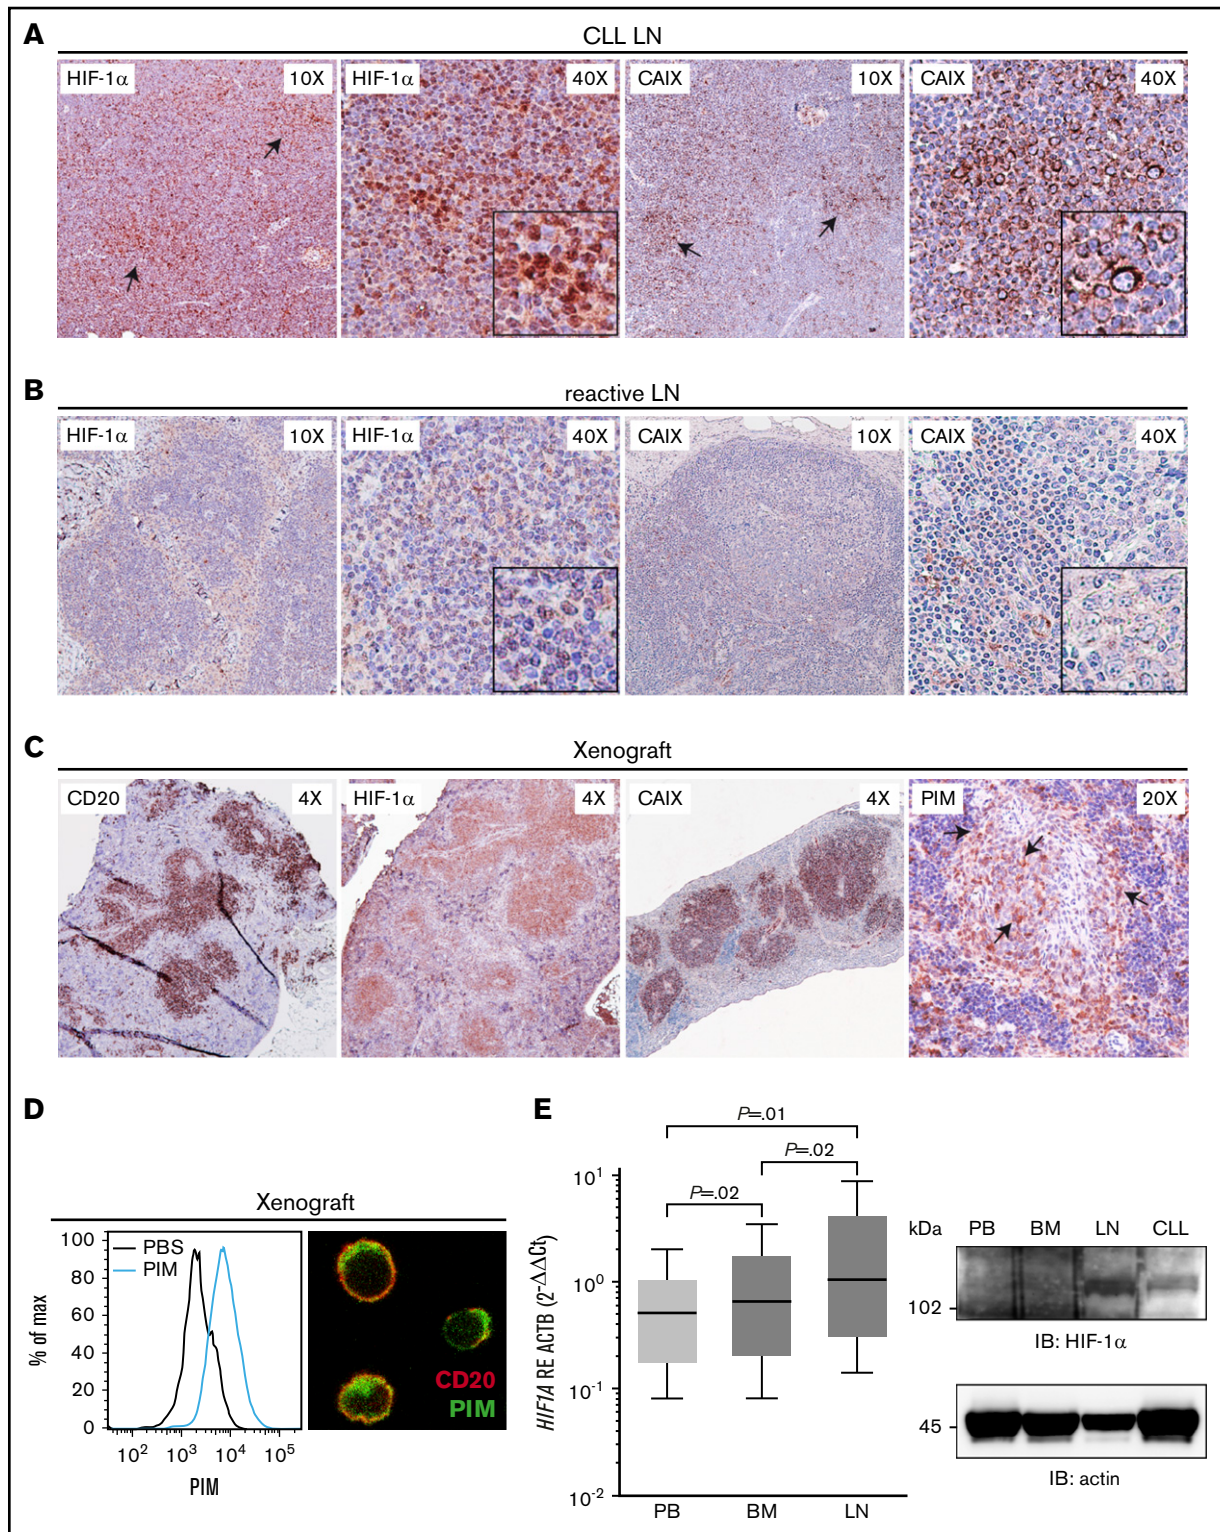 A
CLL LN
HIF-1α 10X HIF-1α 40X CAIX 10X CAIX 40X
B
reactive LN
HIF-1α 10X HIF-1α 40X CAIX 10X CAIX 40X
C
Xenograft
CD20 4X HIF-1α 4X CAIX 4X PIM 20X
D
Xenograft
% of max
100
80
60
40
20
0
PBS
PIM
10² 10³ 10⁴ 10⁵
PIM
CD20
PIM
E
P=.01
P=.02
P=.02
HIF1A RE ACTB (2-ΔΔCt)
10¹
10⁰
10⁻¹
10⁻²
PB BM LN
kDa PB BM LN CLL
102
IB: HIF-1α
45
IB: actin